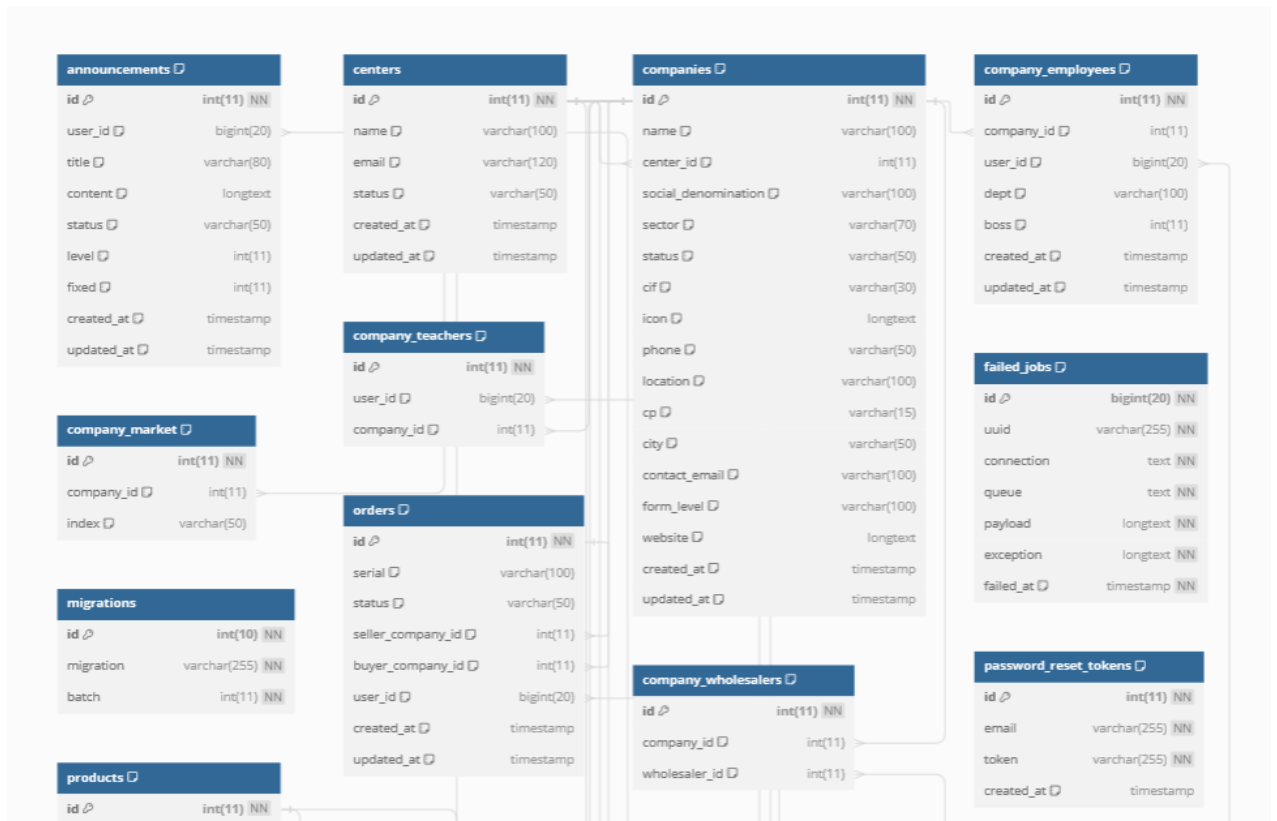 announcements
id int(11) NN
user_id bigint(20)
title varchar(80)
content longtext
status varchar(50)
level int(11)
fixed int(11)
created_at timestamp
updated_at timestamp
centers
id int(11) NN
name varchar(100)
email varchar(120)
status varchar(50)
created_at timestamp
updated_at timestamp
companies
id int(11) NN
name varchar(100)
center_id int(11)
social_denomination varchar(100)
sector varchar(70)
status varchar(50)
cif varchar(30)
icon longtext
phone varchar(50)
location varchar(100)
cp varchar(15)
city varchar(50)
contact_email varchar(100)
form_level varchar(100)
website longtext
created_at timestamp
updated_at timestamp
company_employees
id int(11) NN
company_id int(11)
user_id bigint(20)
dept varchar(100)
boss int(11)
created_at timestamp
updated_at timestamp
company_teachers
id int(11) NN
user_id bigint(20)
company_id int(11)
failed_jobs
id bigint(20) NN
uuid varchar(255) NN
connection text NN
queue text NN
payload longtext NN
exception longtext NN
failed_at timestamp NN
company_market
id int(11) NN
company_id int(11)
index varchar(50)
orders
id int(11) NN
serial varchar(100)
status varchar(50)
seller_company_id int(11)
buyer_company_id int(11)
user_id bigint(20)
created_at timestamp
updated_at timestamp
migrations
id int(10) NN
migration varchar(255) NN
batch int(11) NN
company_wholesalers
id int(11) NN
company_id int(11)
wholesaler_id int(11)
password_reset_tokens
id int(11) NN
email varchar(255) NN
token varchar(255) NN
created_at timestamp
products
id int(11) NN